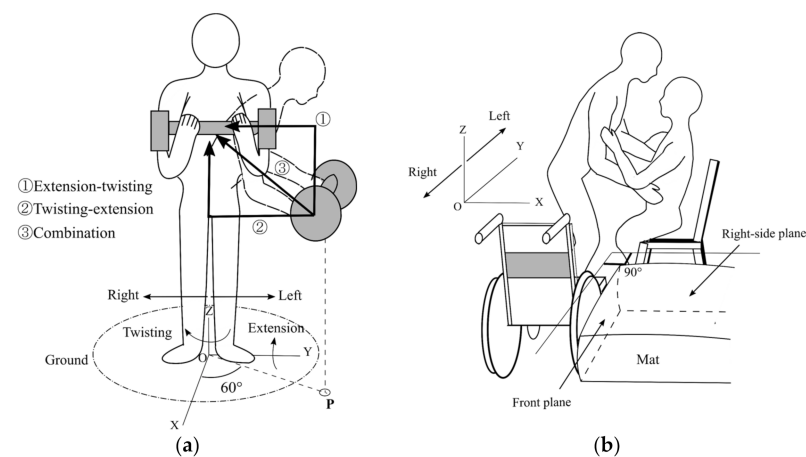 ①
③
①Extension-twisting
②Twisting-extension
③Combination
②
Right
Left
Z
Twisting
Extension
Ground
O
Y
60°
P
X
(a)
Left
Z
Y
Right
O
X
Right-side plane
90°
Mat
Front plane
(b)